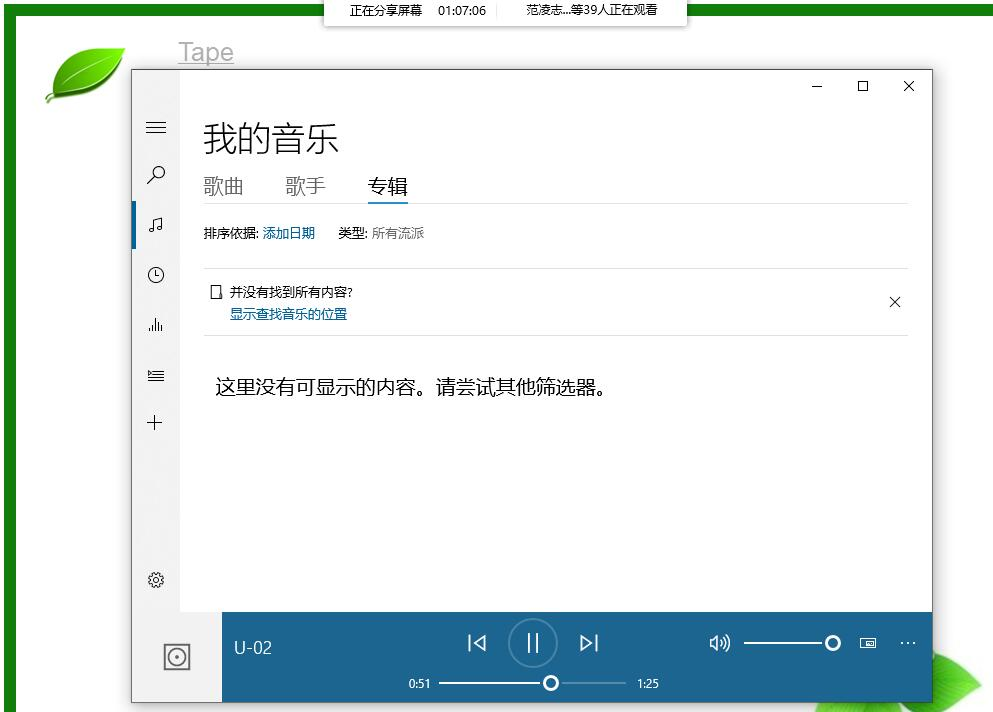 正在分享屏幕 01:07:06 范凌志...等39人正在观看
Tape
我的音乐
歌曲 歌手 专辑
排序依据: 添加日期 类型: 所有流派
并没有找到所有内容?
显示查找音乐的位置
这里没有可显示的内容。请尝试其他筛选器。
U-02
0:51 1:25